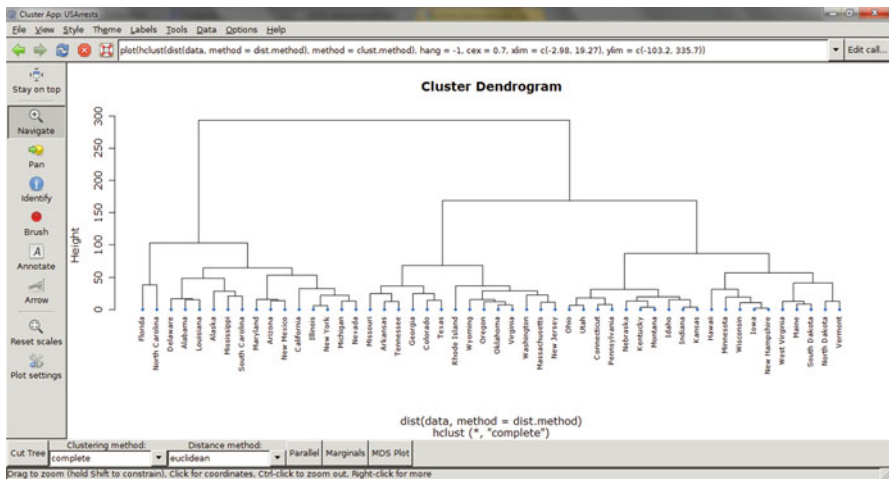 Cluster App: USArrests
File View Style Theme Labels Tools Data Options Help
plot(hclust(dist(data, method = dist.method), method = clust.method), hang = -1, cex = 0.7, xlim = c(-2.98, 19.27), ylim = c(-103.2, 335.7))
Edit call...
Stay on top
Navigate
Pan
Identify
Brush
A
Annotate
Arrow
Reset scales
Plot settings
Cluster Dendrogram
Height
300
250
200
150
100
50
0
Florida
North Carolina
Delaware
Alabama
Louisiana
Alaska
Mississippi
South Carolina
Maryland
Arizona
New Mexico
California
Illinois
New York
Michigan
Nevada
Missouri
Arkansas
Tennessee
Georgia
Colorado
Texas
Rhode Island
Wyoming
Oregon
Oklahoma
Virginia
Washington
Massachusetts
New Jersey
Ohio
Utah
Connecticut
Pennsylvania
Nebraska
Kentucky
Montana
Idaho
Indiana
Kansas
Hawaii
Minnesota
Wisconsin
Iowa
New Hampshire
West Virginia
Maine
South Dakota
North Dakota
Vermont
dist(data, method = dist.method)
hclust (*, "complete")
Cut Tree
Clustering method:
complete
Distance method:
euclidean
Parallel
Marginals
MDS Plot
Drag to zoom (hold Shift to constrain), Click for coordinates, Ctrl-click to zoom out, Right-click for more